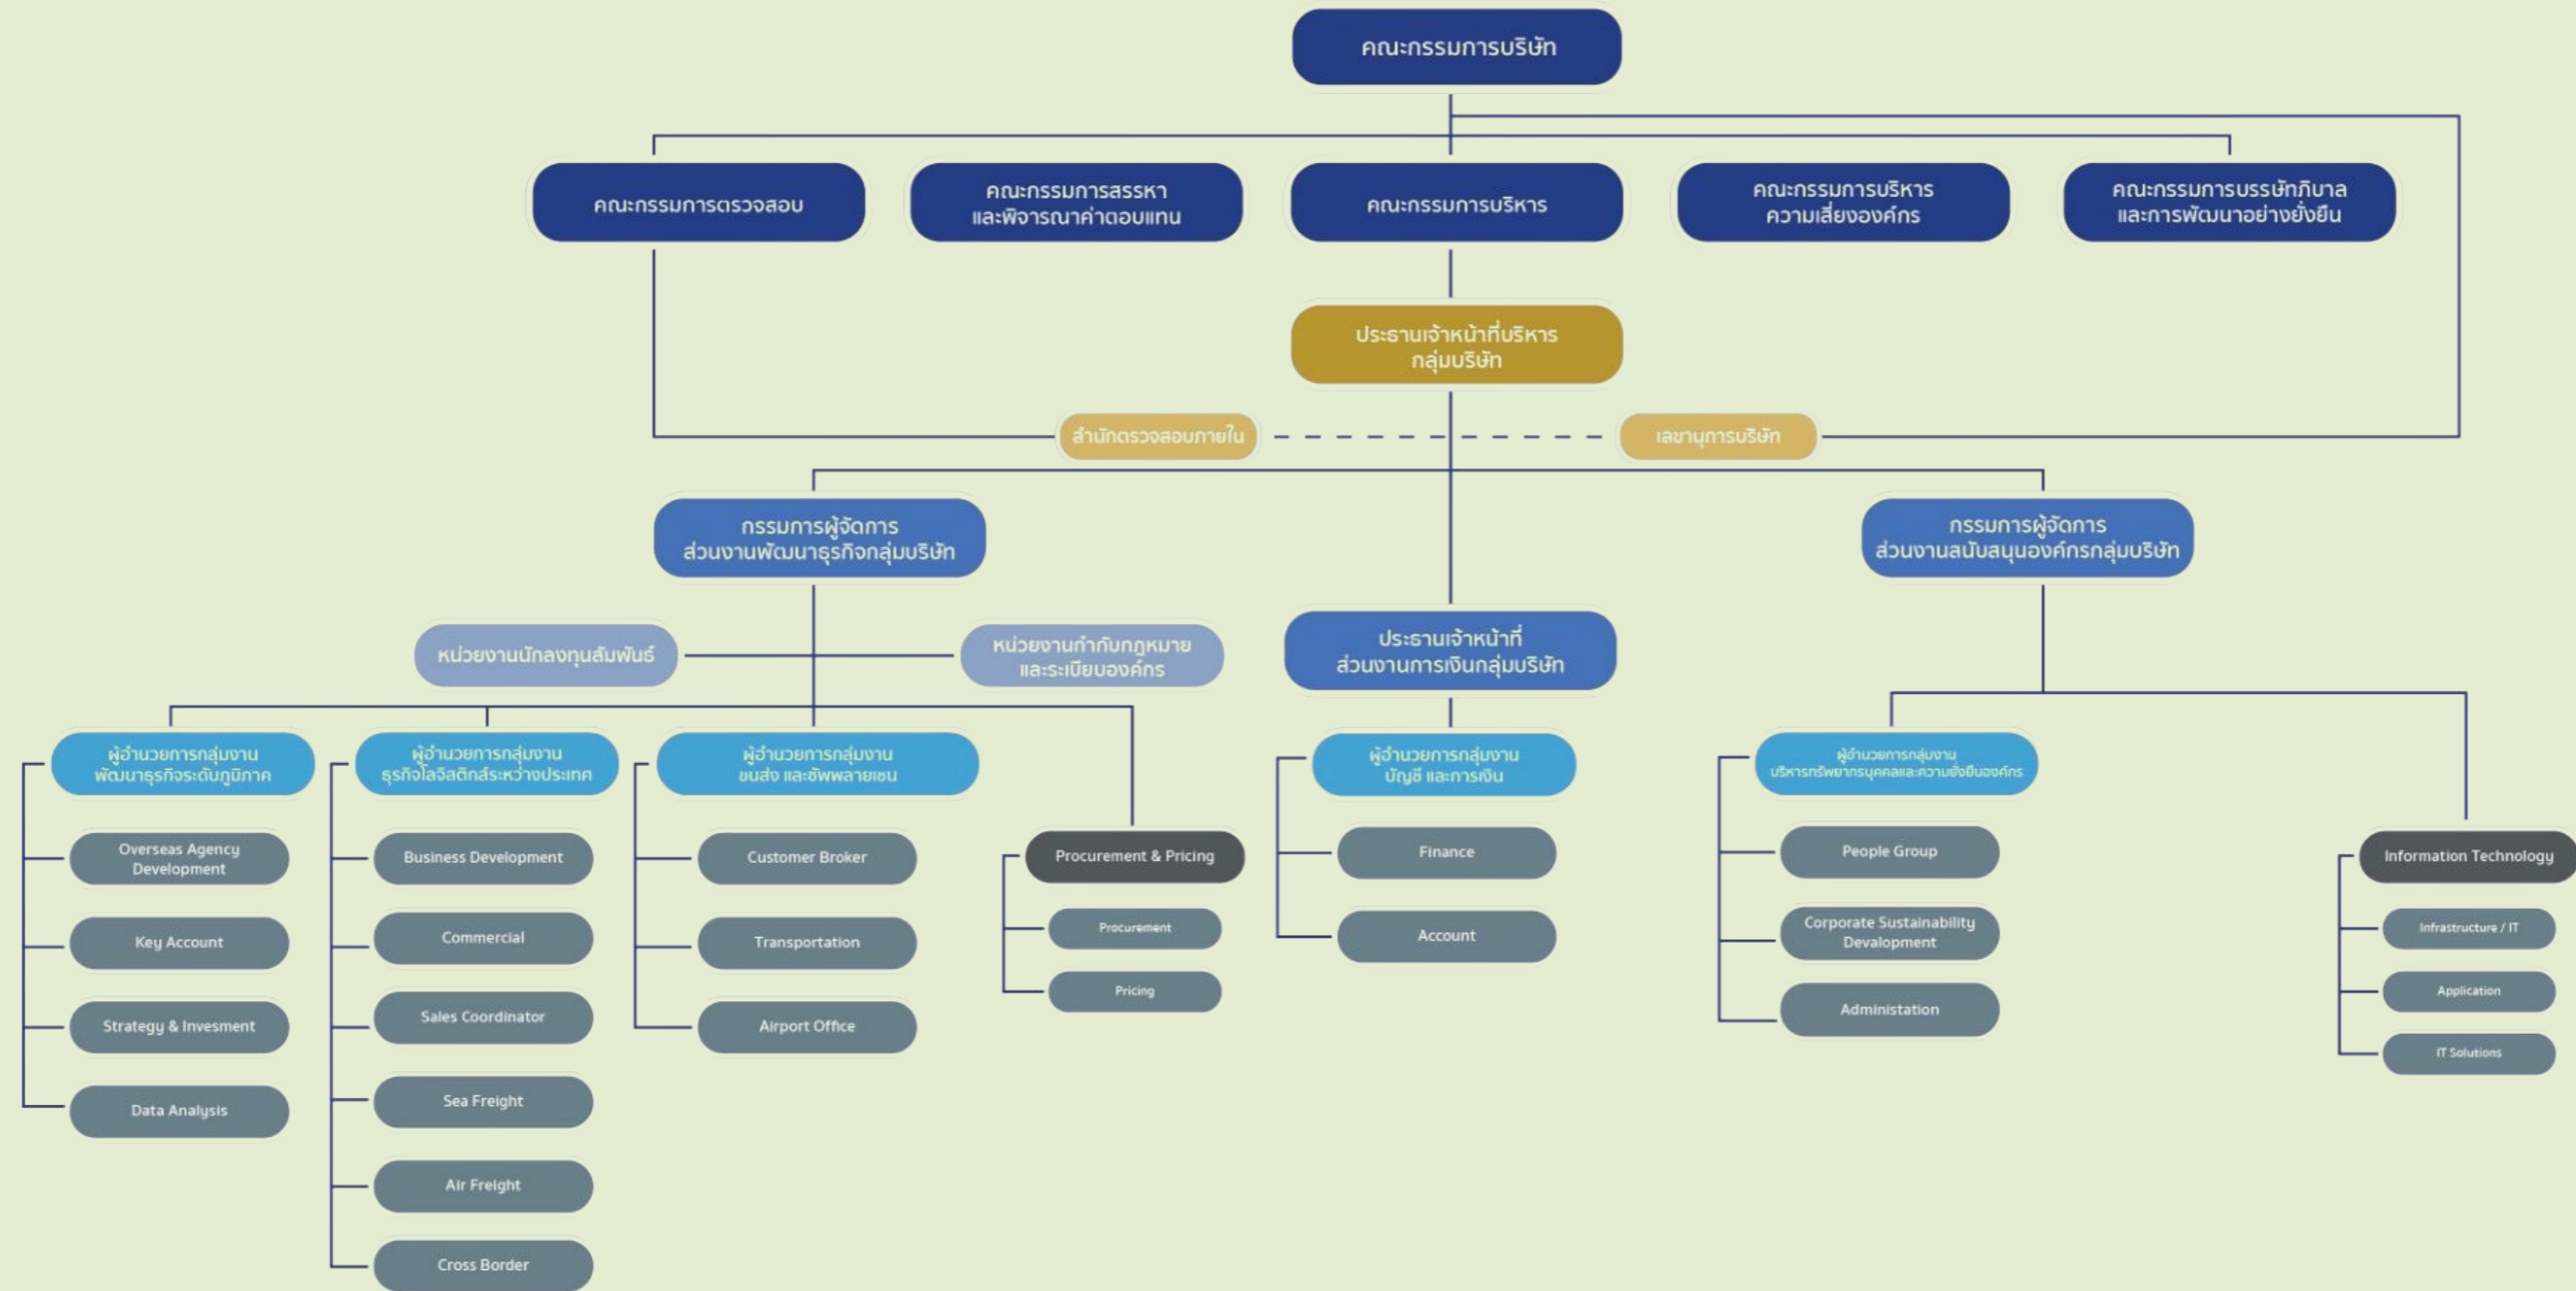 คณะกรรมการบริษัท
คณะกรรมการตรวจสอบ
คณะกรรมการสรรหา
และพิจารณาค่าตอบแทน
คณะกรรมการบริหาร
คณะกรรมการบริหาร
ความเสี่ยงองค์กร
คณะกรรมการบรรษัทภิบาล
และการพัฒนาอย่างยั่งยืน
ประธานเจ้าหน้าที่บริหาร
กลุ่มบริษัท
สำนักตรวจสอบภายใน
เลขานุการบริษัท
กรรมการผู้จัดการ
ส่วนงานพัฒนาธุรกิจกลุ่มบริษัท
กรรมการผู้จัดการ
ส่วนงานสนับสนุนองค์กรกลุ่มบริษัท
หน่วยงานนักลงทุนสัมพันธ์
หน่วยงานกำกับกฎหมาย
และระเบียบองค์กร
ประธานเจ้าหน้าที่
ส่วนงานการเงินกลุ่มบริษัท
ผู้อำนวยการกลุ่มงาน
พัฒนาธุรกิจระดับภูมิภาค
Overseas Agency
Development
Key Account
Strategy & Invesment
Data Analysis
ผู้อำนวยการกลุ่มงาน
ธุรกิจโลจิสติกส์ระหว่างประเทศ
Business Development
Commercial
Sales Coordinator
Sea Freight
Air Freight
Cross Border
ผู้อำนวยการกลุ่มงาน
ขนส่ง และซัพพลายเชน
Customer Broker
Transportation
Airport Office
Procurement & Pricing
Procurement
Pricing
ผู้อำนวยการกลุ่มงาน
บัญชี และการเงิน
Finance
Account
ผู้อำนวยการกลุ่มงาน
บริหารทรัพยากรบุคคลและความยั่งยืนองค์กร
People Group
Corporate Sustainability
Devalopment
Administation
Information Technology
Infrastructure / IT
Application
IT Solutions